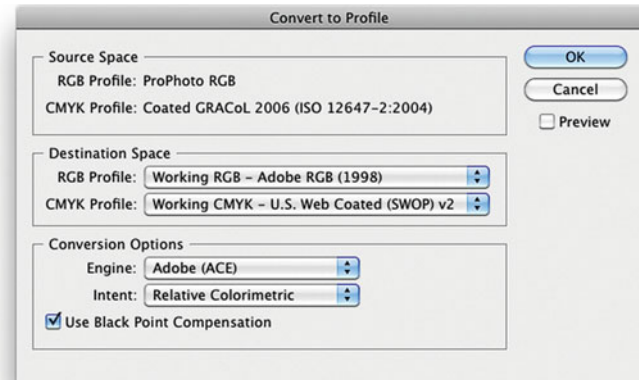 Convert to Profile
Source Space
RGB Profile: ProPhoto RGB
CMYK Profile: Coated GRACoL 2006 (ISO 12647-2:2004)
Destination Space
RGB Profile: Working RGB - Adobe RGB (1998)
CMYK Profile: Working CMYK - U.S. Web Coated (SWOP) v2
Conversion Options
Engine: Adobe (ACE)
Intent: Relative Colorimetric
Use Black Point Compensation
OK
Cancel
Preview